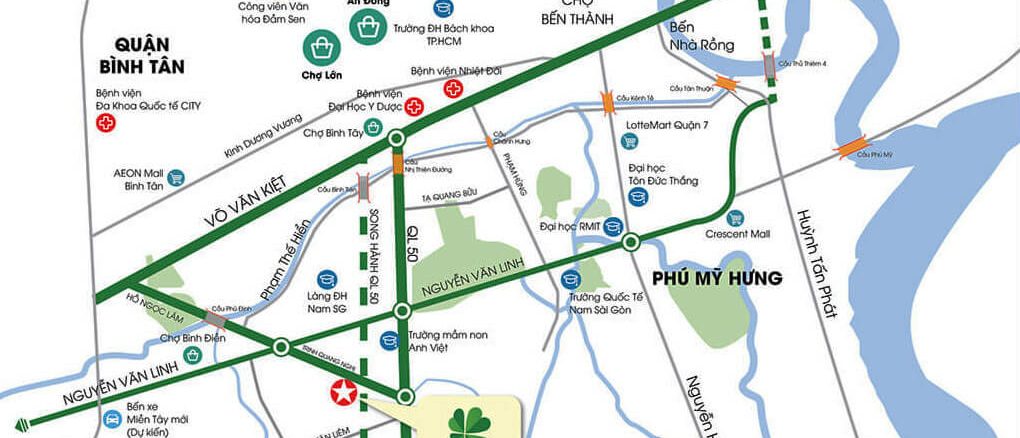 An Đông
Công viên Văn
hóa Đầm Sen
Trường ĐH Bách khoa
TP.HCM
CHỢ
BẾN THÀNH
Bến
Nhà Rồng
QUẬN
BÌNH TÂN
Chợ Lớn
Bệnh viện Nhiệt Đới
Cầu Thủ Thiêm 4
Bệnh viện
Đa Khoa Quốc tế CITY
Bệnh viện
Đại Học Y Dược
Cầu Kênh Tẻ
Cầu Tân Thuận
Kinh Dương Vương
Chợ Bình Tây
LotteMart Quận 7
Cầu
Chánh Hưng
Cầu Phú Mỹ
AEON Mall
Bình Tân
Cầu
Nhị Thiên Đường
PHẠM HÙNG
Đại học
Tôn Đức Thắng
VÕ VĂN KIỆT
Cầu Bình Tiên
TẠ QUANG BỬU
Phạm Thế Hiển
SONG HÀNH QL 50
QL 50
Đại học RMIT
Crescent Mall
Huỳnh Tấn Phát
NGUYỄN VĂN LINH
PHÚ MỸ HƯNG
Làng ĐH
Nam SG
Trường Quốc Tế
Nam Sài Gòn
HỒ NGỌC LÃM
Cầu Phú Định
Chợ Bình Điền
TRỊNH QUANG NGHỊ
Trường mầm non
Anh Việt
NGUYỄN VĂN LINH
Bến xe
Miền Tây mới
(Dự kiến)